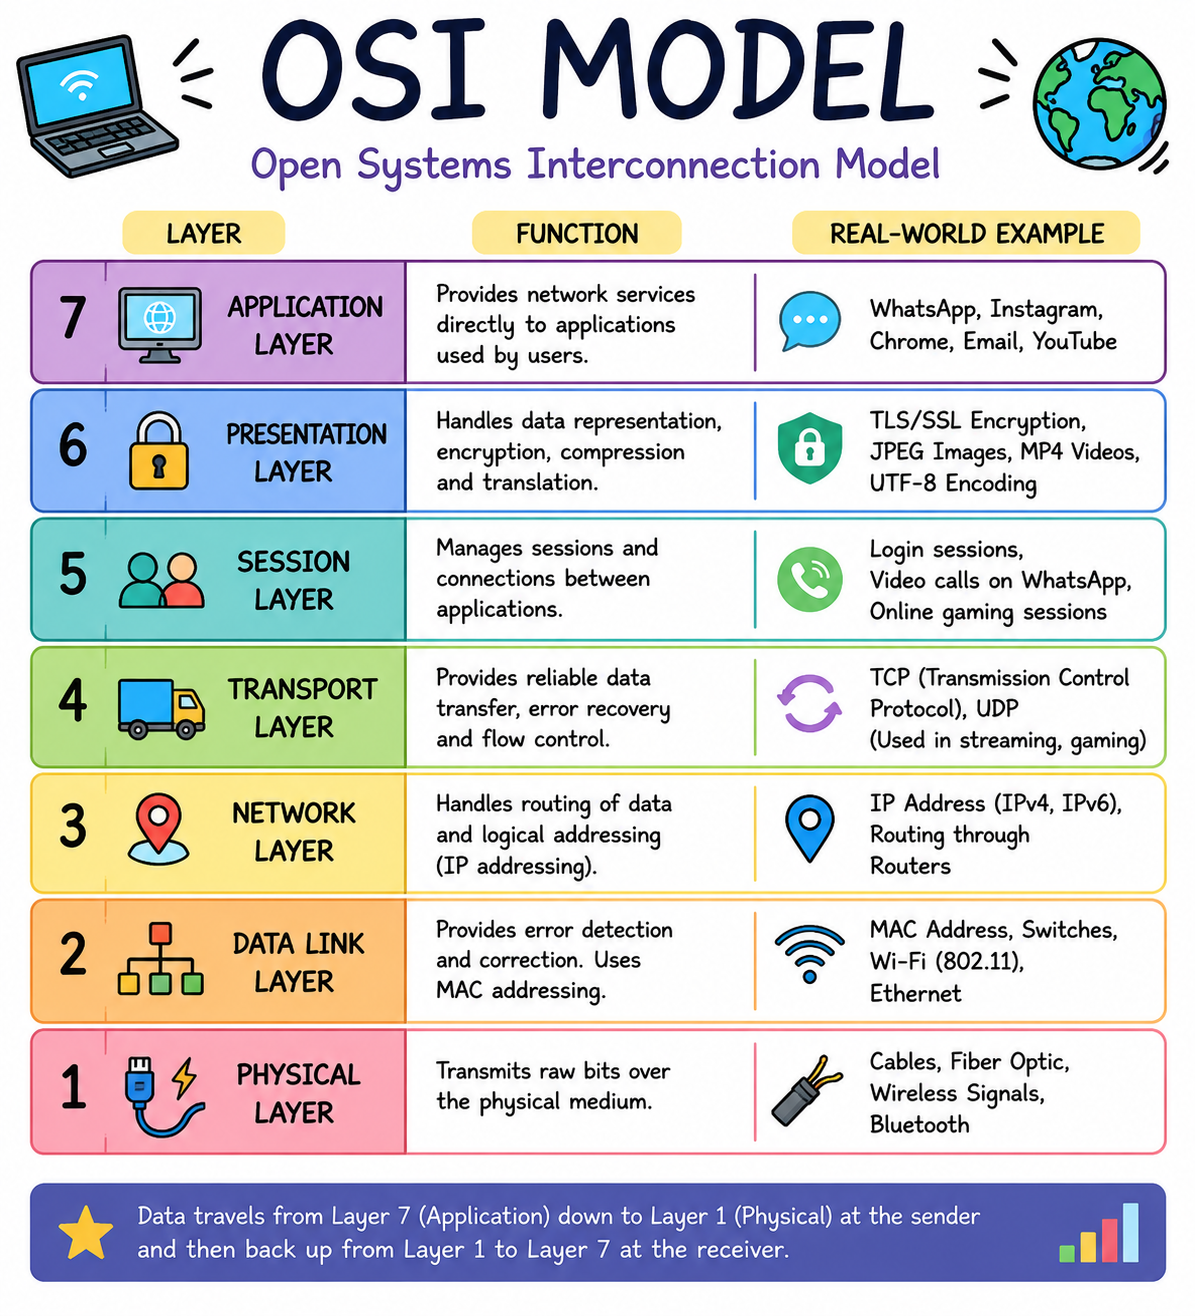 OSI MODEL
Open Systems Interconnection Model
LAYER
FUNCTION
REAL-WORLD EXAMPLE
7
APPLICATION
LAYER
Provides network services
directly to applications
used by users.
WhatsApp, Instagram,
Chrome, Email, YouTube
6
PRESENTATION
LAYER
Handles data representation,
encryption, compression
and translation.
TLS/SSL Encryption,
JPEG Images, MP4 Videos,
UTF-8 Encoding
5
SESSION
LAYER
Manages sessions and
connections between
applications.
Login sessions,
Video calls on WhatsApp,
Online gaming sessions
4
TRANSPORT
LAYER
Provides reliable data
transfer, error recovery
and flow control.
TCP (Transmission Control
Protocol), UDP
(Used in streaming, gaming)
3
NETWORK
LAYER
Handles routing of data
and logical addressing
(IP addressing).
IP Address (IPv4, IPv6),
Routing through
Routers
2
DATA LINK
LAYER
Provides error detection
and correction. Uses
MAC addressing.
MAC Address, Switches,
Wi-Fi (802.11),
Ethernet
1
PHYSICAL
LAYER
Transmits raw bits over
the physical medium.
Cables, Fiber Optic,
Wireless Signals,
Bluetooth
Data travels from Layer 7 (Application) down to Layer 1 (Physical) at the sender
and then back up from Layer 1 to Layer 7 at the receiver.